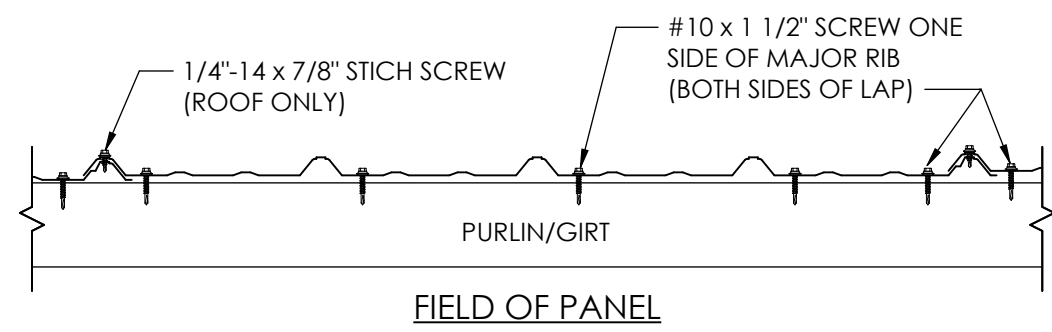 1/4"-14 x 7/8" STICH SCREW
(ROOF ONLY)
#10 x 1 1/2" SCREW ONE
SIDE OF MAJOR RIB
(BOTH SIDES OF LAP)
PURLIN/GIRT
FIELD OF PANEL